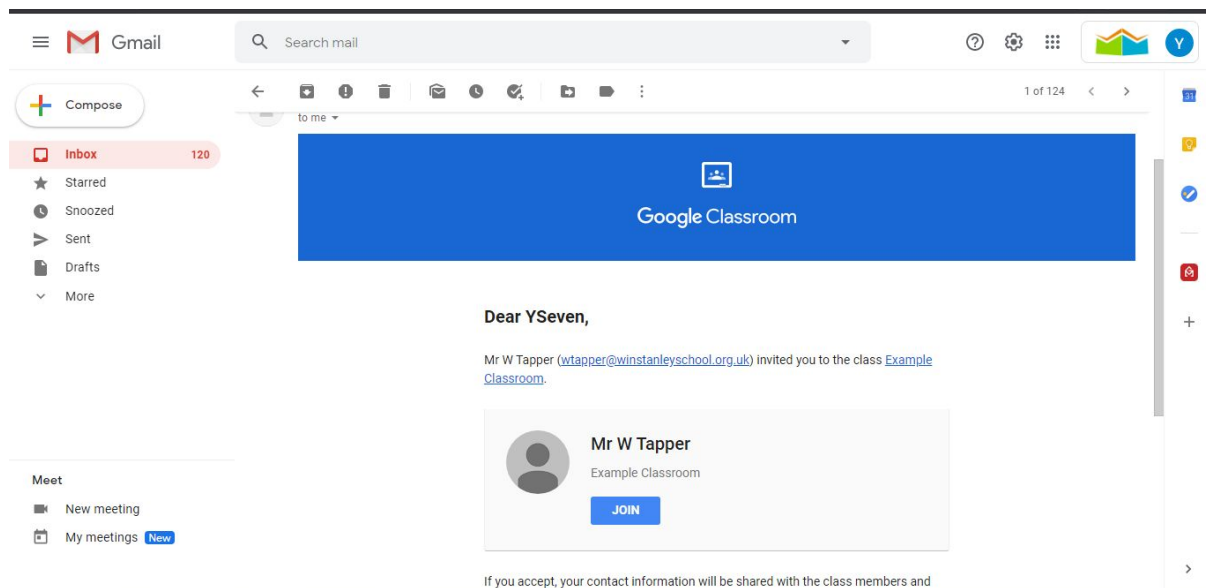 Gmail
Search mail
Y
Compose
1 of 124
31
to me
Inbox 120
Starred
Snoozed
Sent
Drafts
More
Google Classroom
Dear YSeven,
Mr W Tapper (wtapper@winstanleyschool.org.uk) invited you to the class Example
Classroom.
Mr W Tapper
Example Classroom
JOIN
Meet
New meeting
My meetings New
If you accept, your contact information will be shared with the class members and